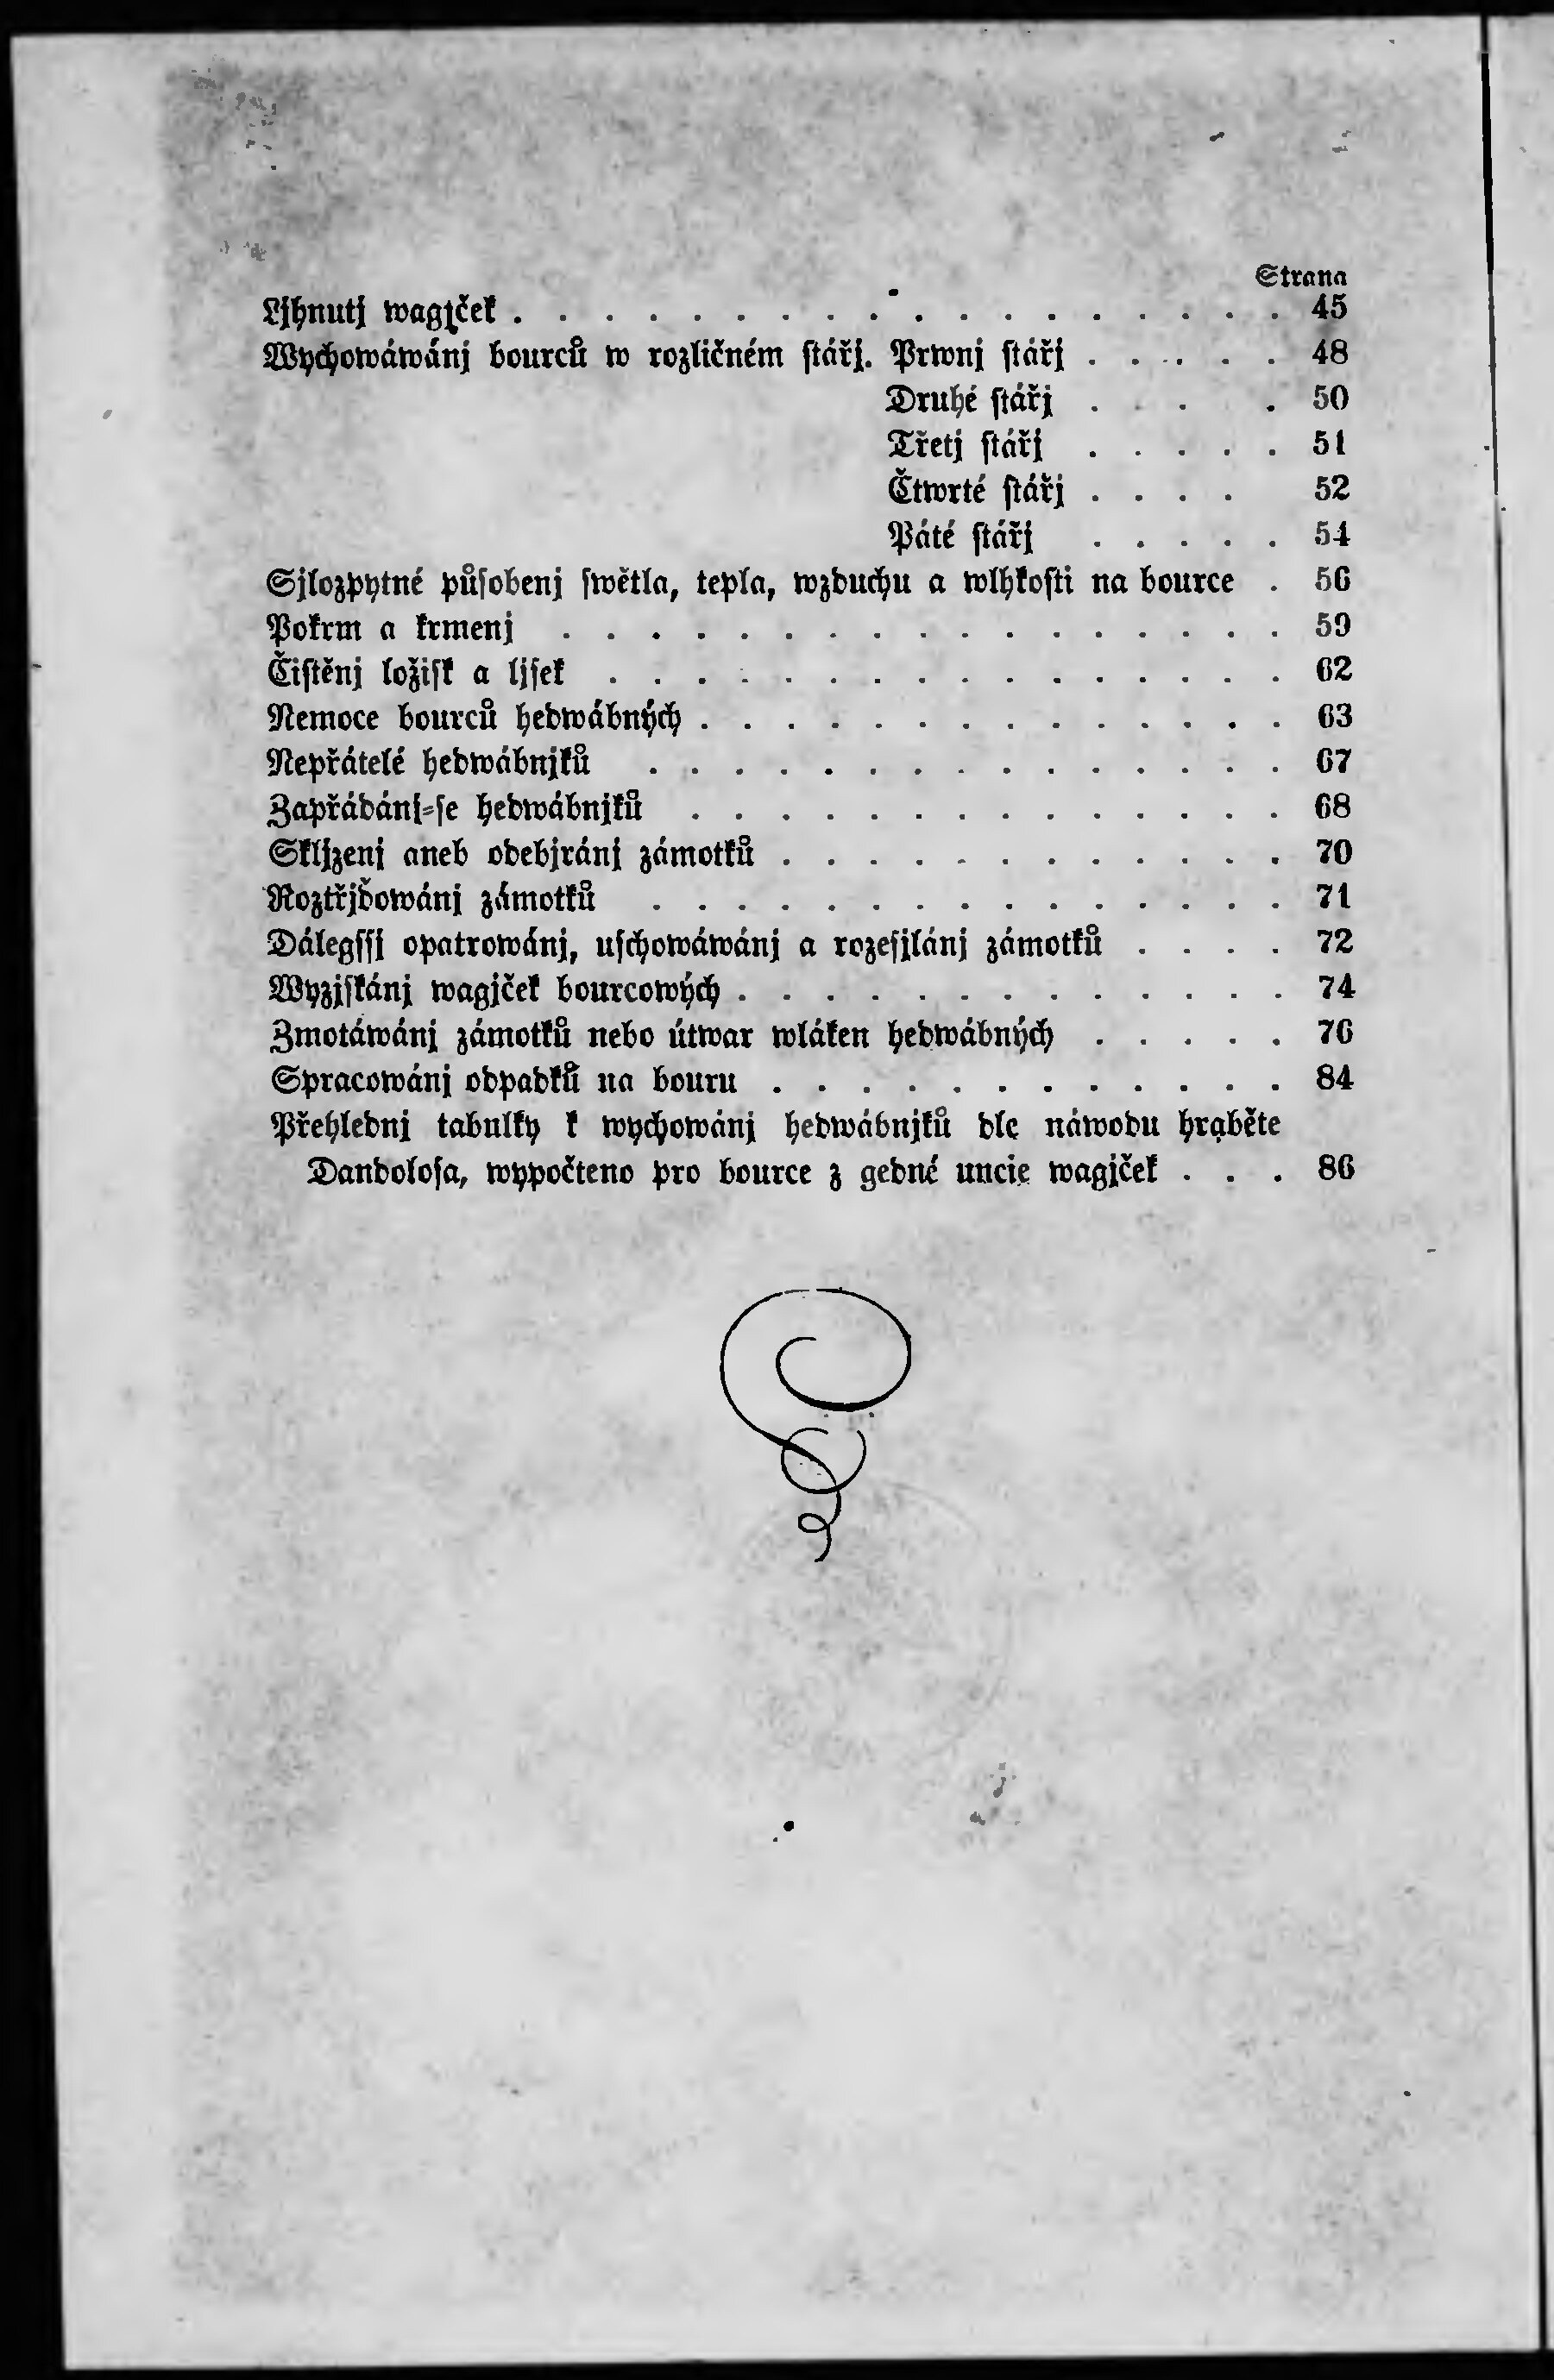 Strana
Ljhnutj wagjček . . . . . . . . . . . . . . . . . . 45
Wychowáwánj bourců w rozličném ſtářj. Prwnj ſtářj . . . . . 48
Druhé ſtářj . . . . 50
Třetj ſtářj . . . . . 51
Čtwrté ſtářj . . . . 52
Páté ſtářj . . . . . 54
Sjlozpytné půſobenj ſwětla, tepla, wzduchu a wlhkoſti na bource . 56
Pokrm a krmenj . . . . . . . . . . . . . . . . . 59
Čiſtěnj ložiſk a ljſek . . . . . . . . . . . . . . . . 62
Nemoce bourců hedwábných . . . . . . . . . . . . . . 63
Nepřátelé hedwábnjků . . . . . . . . . . . . . . . 67
Zapřádánj=ſe hedwábnjků . . . . . . . . . . . . . . 68
Skljzenj aneb odebjránj zámotků . . . . . . . . . . . . 70
Roztřjďowánj zámotků . . . . . . . . . . . . . . . 71
Dálegſſj opatrowánj, uſchowáwánj a rozeſjlánj zámotků . . . . 72
Wyzjſkánj wagjček bourcowých . . . . . . . . . . . . . 74
Zmotáwánj zámotků nebo útwar wláken hedwábných . . . . . 76
Spracowánj odpadků na bouru . . . . . . . . . . . . 84
Přehlednj tabulky k wychowánj hedwábnjků dle náwodu hraběte
Dandoloſa, wypočteno pro bource z gedné uncie wagjček . . . 86